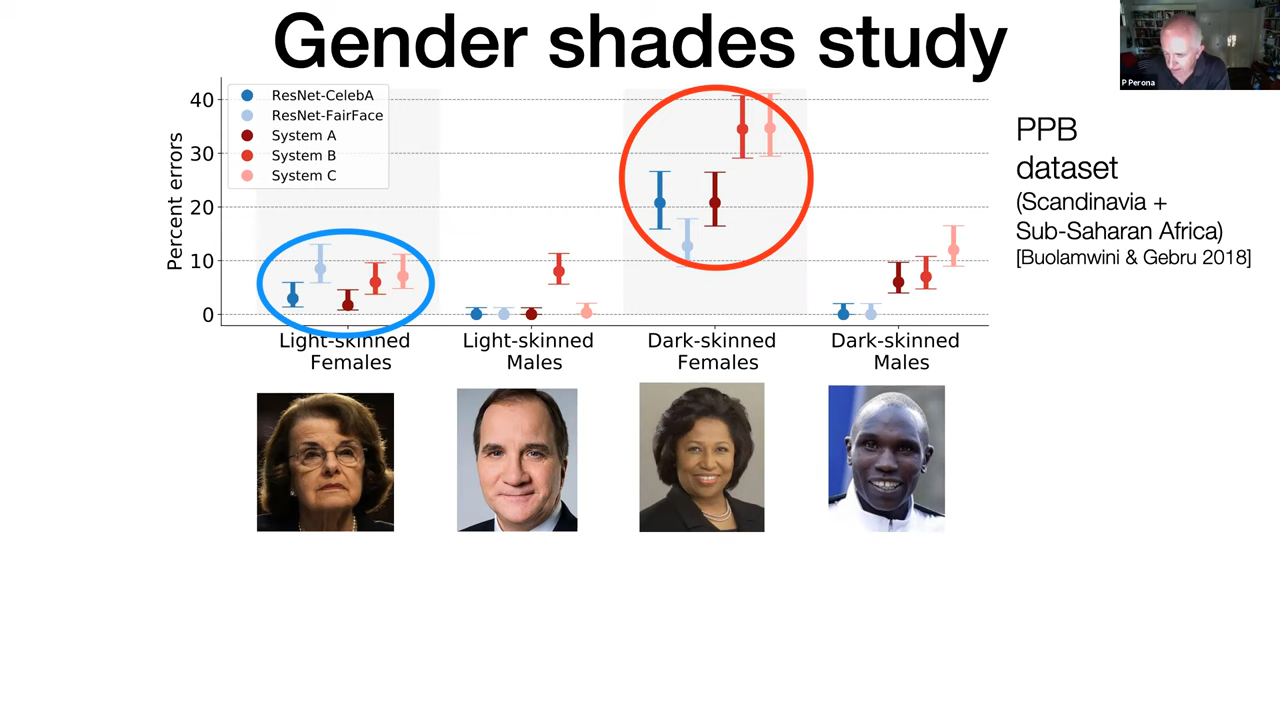 Gender shades study
P Perona
ResNet-CelebA
ResNet-FairFace
System A
System B
System C
Percent errors
40
30
20
10
0
Light-skinned
Females
Light-skinned
Males
Dark-skinned
Females
Dark-skinned
Males
PPB
dataset
(Scandinavia +
Sub-Saharan Africa)
[Buolamwini & Gebru 2018]